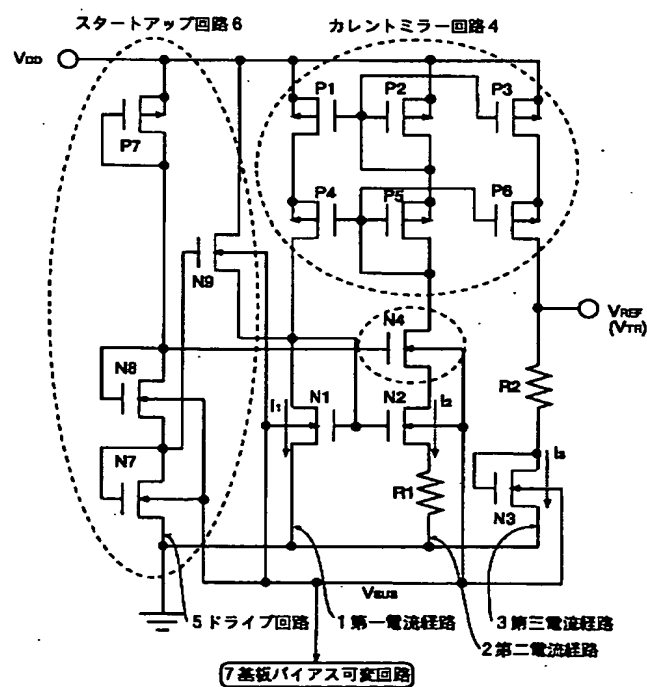 スタートアップ回路6
カレントミラー回路4
VDD
P1
P2
P3
P7
P4
P5
P6
N9
VREF
(VTR)
N4
R2
N8
I1
N1
N2
I2
N7
R1
I3
N3
VSUB
5ドライブ回路
1第一電流経路
3第三電流経路
2第二電流経路
7基板バイアス可変回路